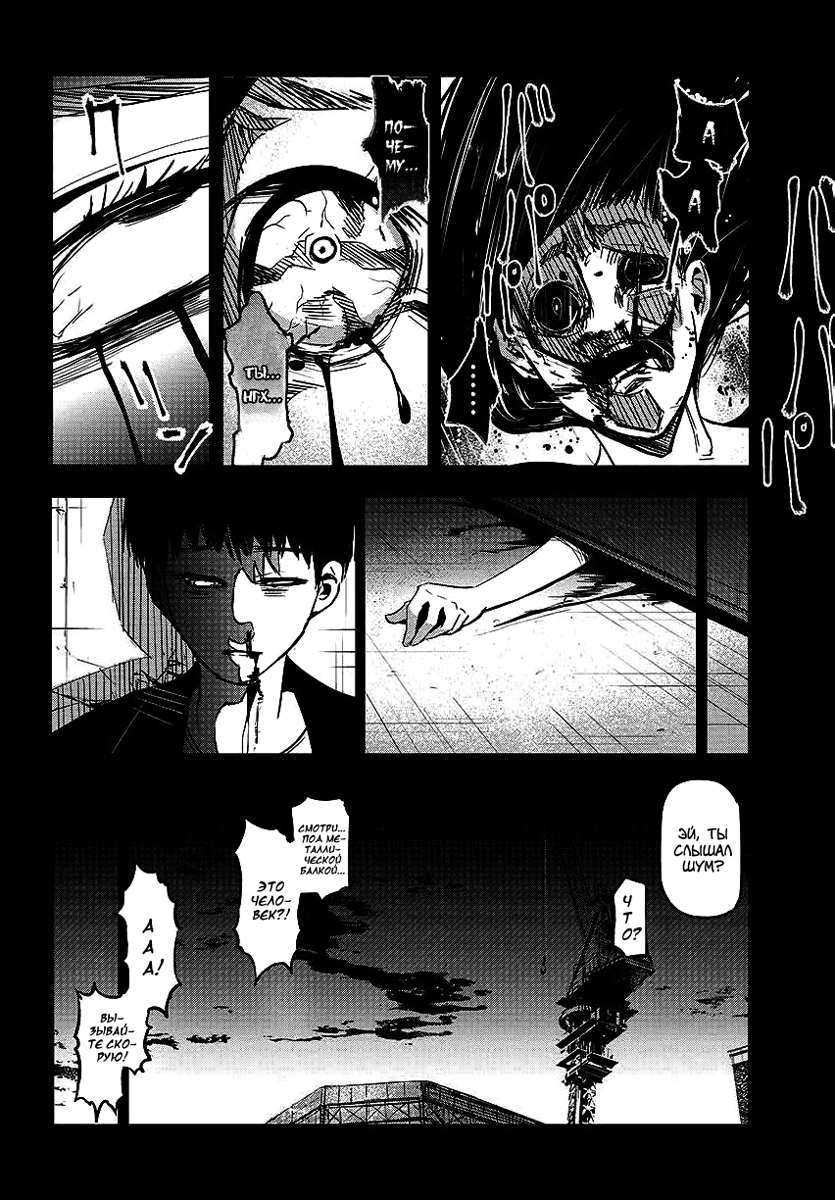 А
А
......
ПО-
ЧЕ-
МУ...
ТЫ...
НГХ...
ЭЙ, ТЫ
СЛЫШАЛ
ШУМ?
Ч
Т
О?
СМОТРИ...
ПОД МЕ-
ТАЛЛИ-
ЧЕСКОЙ
БАЛКОЙ...
ЭТО
ЧЕЛО-
ВЕК?!
А
А
А!
ВЫ-
ЗЫВАЙ-
ТЕ СКО-
РУЮ!